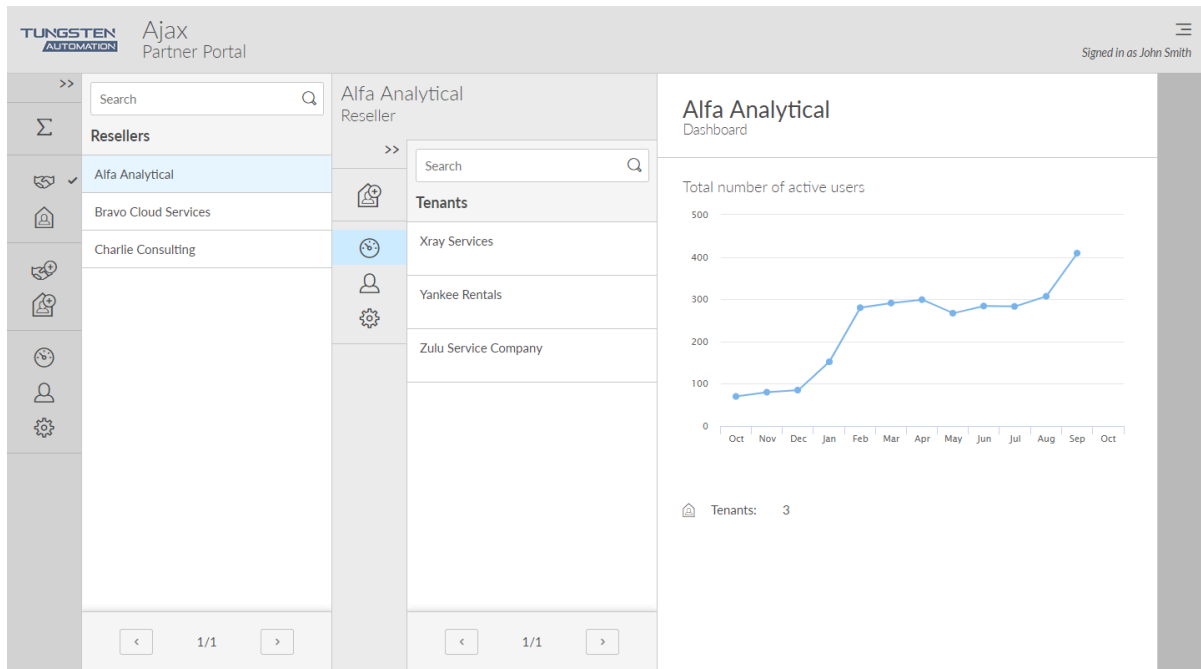 TUNGSTEN
AUTOMATION
Ajax
Partner Portal
Signed in as John Smith
>>
Search
Resellers
Alfa Analytical
Bravo Cloud Services
Charlie Consulting
< 1/1 >
Alfa Analytical
Reseller
>>
Search
Tenants
Xray Services
Yankee Rentals
Zulu Service Company
< 1/1 >
Alfa Analytical
Dashboard
Total number of active users
500
400
300
200
100
0
Oct Nov Dec Jan Feb Mar Apr May Jun Jul Aug Sep Oct
Tenants: 3